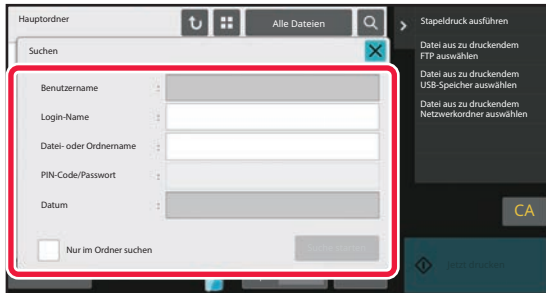 Hauptordner
Alle Dateien
Suchen
Benutzername :
Login-Name :
Datei- oder Ordnername :
PIN-Code/Passwort :
Datum :
Nur im Ordner suchen
Stapeldruck ausführen
Datei aus zu druckendem
FTP auswählen
Datei aus zu druckendem
USB-Speicher auswählen
Datei aus zu druckendem
Netzwerkordner auswählen
CA
Jetzt drucken